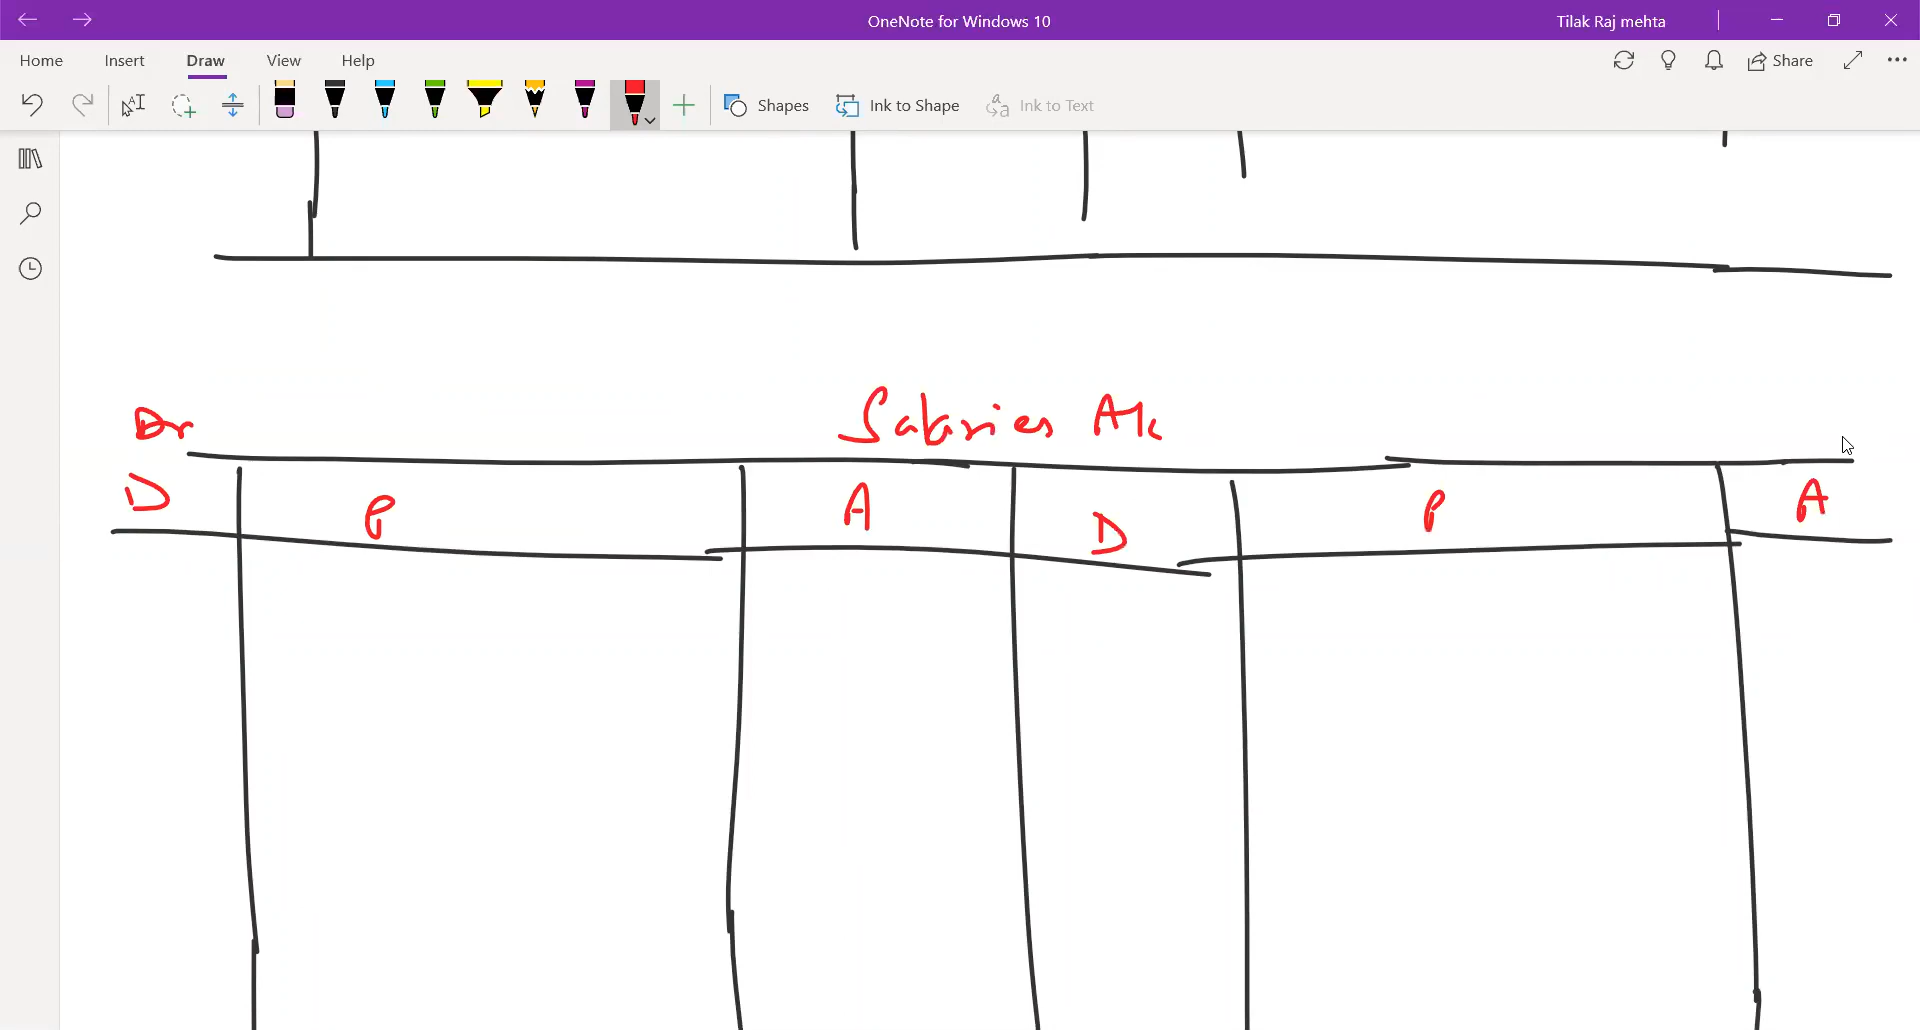 OneNote for Windows 10
Tilak Raj mehta
Home Insert Draw View Help
Share
Shapes Ink to Shape Ink to Text
Dr Salaries A/c
D P A D P A